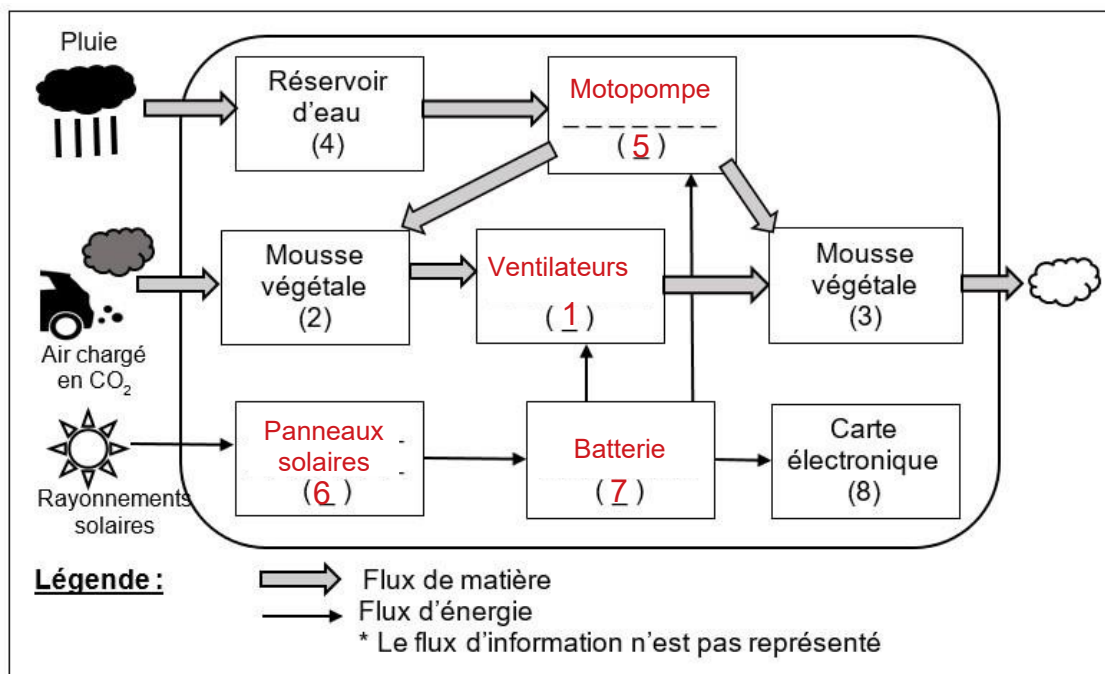 Pluie
Réservoir
d'eau
(4)
Motopompe
_ _ _ _ _ _ _
(5)
Mousse
végétale
(2)
Ventilateurs
(1)
Mousse
végétale
(3)
Air chargé
en CO₂
Panneaux
solaires
(6)
Batterie
(7)
Carte
électronique
(8)
Rayonnements
solaires
Légende :
Flux de matière
Flux d'énergie
* Le flux d'information n'est pas représenté